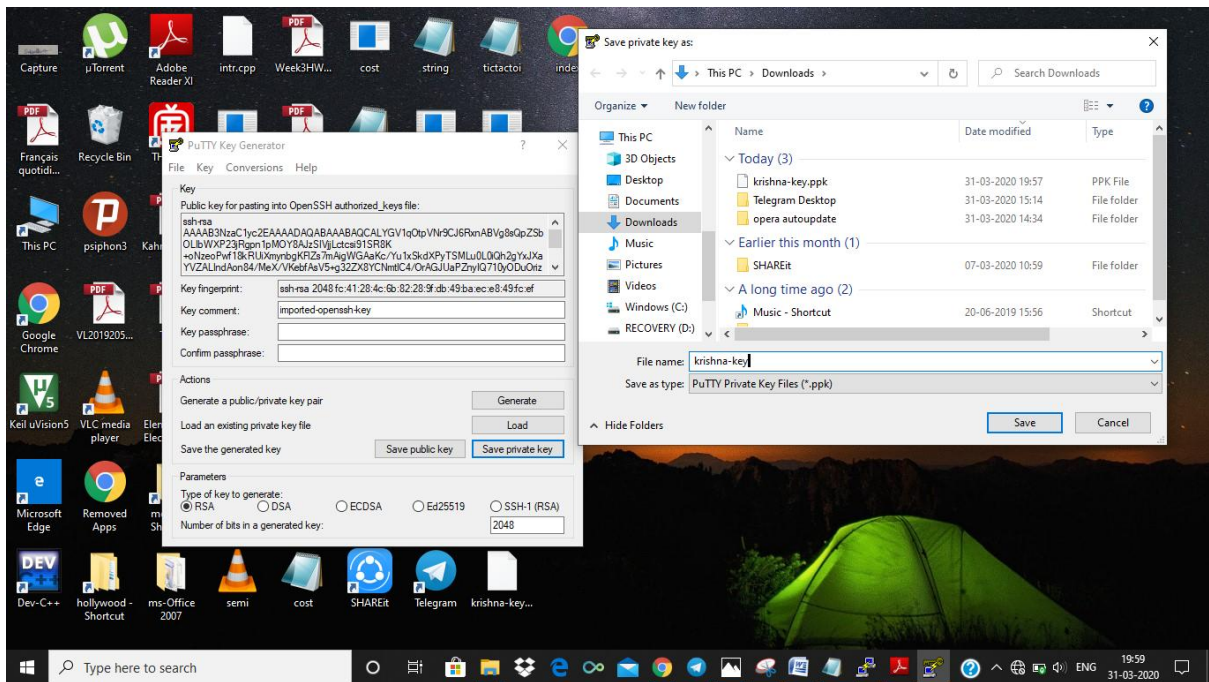 Capture
µTorrent
Adobe Reader XI
intr.cpp
Week3HW...
cost
.string
tictactoi
Français quotidi...
Recycle Bin
This PC
psiphon3
Google Chrome
VL2019205...
Keil uVision5
VLC media player
Microsoft Edge
Removed Apps
Dev-C++
hollywood - Shortcut
ms-Office 2007
semi
cost
SHAREit
Telegram
krishna-key...
PuTTY Key Generator
File Key Conversions Help
Key
Public key for pasting into OpenSSH authorized_keys file:
ssh-rsa
Key fingerprint: ssh-rsa 2048 fc:41:28:4c:6b:82:28:9f:db:49:ba:ec:e8:49:fc:ef
Key comment: imported-openssh-key
Key passphrase:
Confirm passphrase:
Actions
Generate a public/private key pair Generate
Load an existing private key file Load
Save the generated key Save public key Save private key
Parameters
Type of key to generate:
RSA DSA ECDSA Ed25519 SSH-1 (RSA)
Number of bits in a generated key: 2048
Save private key as:
This PC > Downloads >
Search Downloads
Organize New folder
This PC
3D Objects
Desktop
Documents
Downloads
Music
Pictures
Videos
Windows (C:)
RECOVERY (D:)
Name Date modified Type
Today (3)
krishna-key.ppk 31-03-2020 19:57 PPK File
Telegram Desktop 31-03-2020 15:14 File folder
opera autoupdate 31-03-2020 14:34 File folder
Earlier this month (1)
SHAREit 07-03-2020 10:59 File folder
A long time ago (2)
Music - Shortcut 20-06-2019 15:56 Shortcut
File name: krishna-key
Save as type: PuTTY Private Key Files (*.ppk)
Hide Folders
Save Cancel
Type here to search
ENG
19:59
31-03-2020